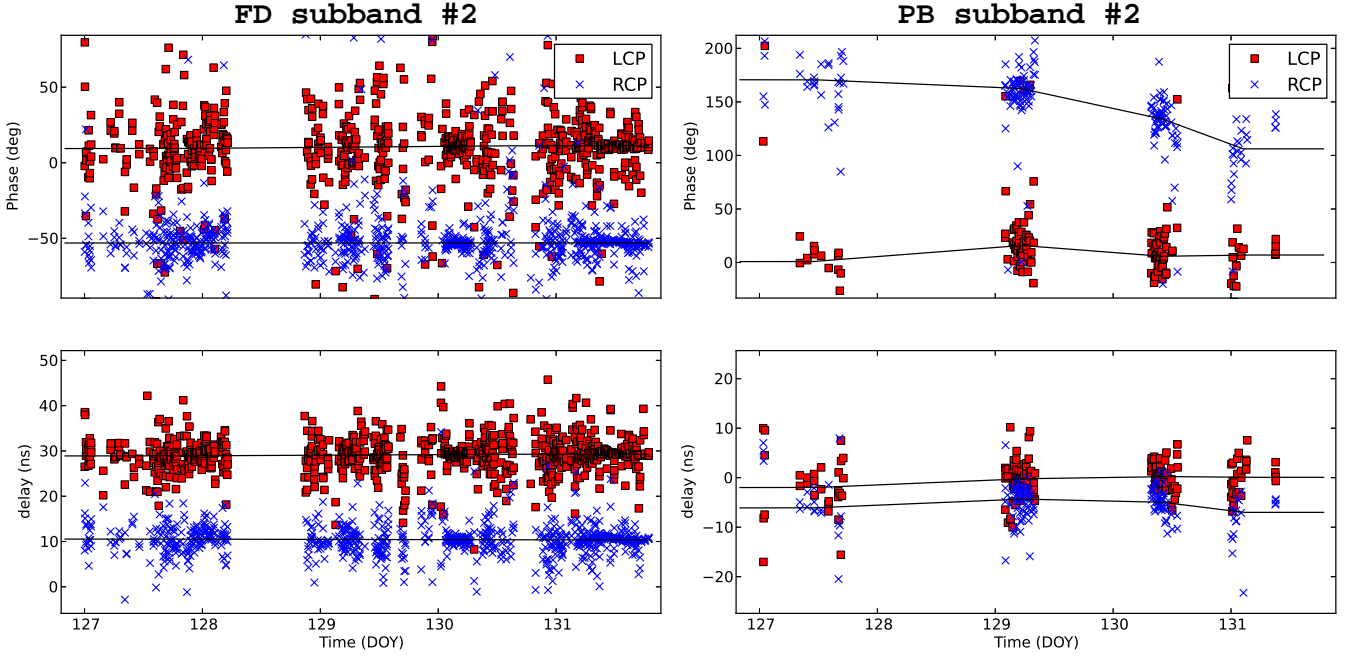 FD subband #2
PB subband #2
Phase (deg)
50
0
−50
LCP
RCP
200
150
100
50
0
Phase (deg)
LCP
RCP
delay (ns)
50
40
30
20
10
0
127
128
129
130
131
Time (DOY)
delay (ns)
20
10
0
−10
−20
127
128
129
130
131
Time (DOY)